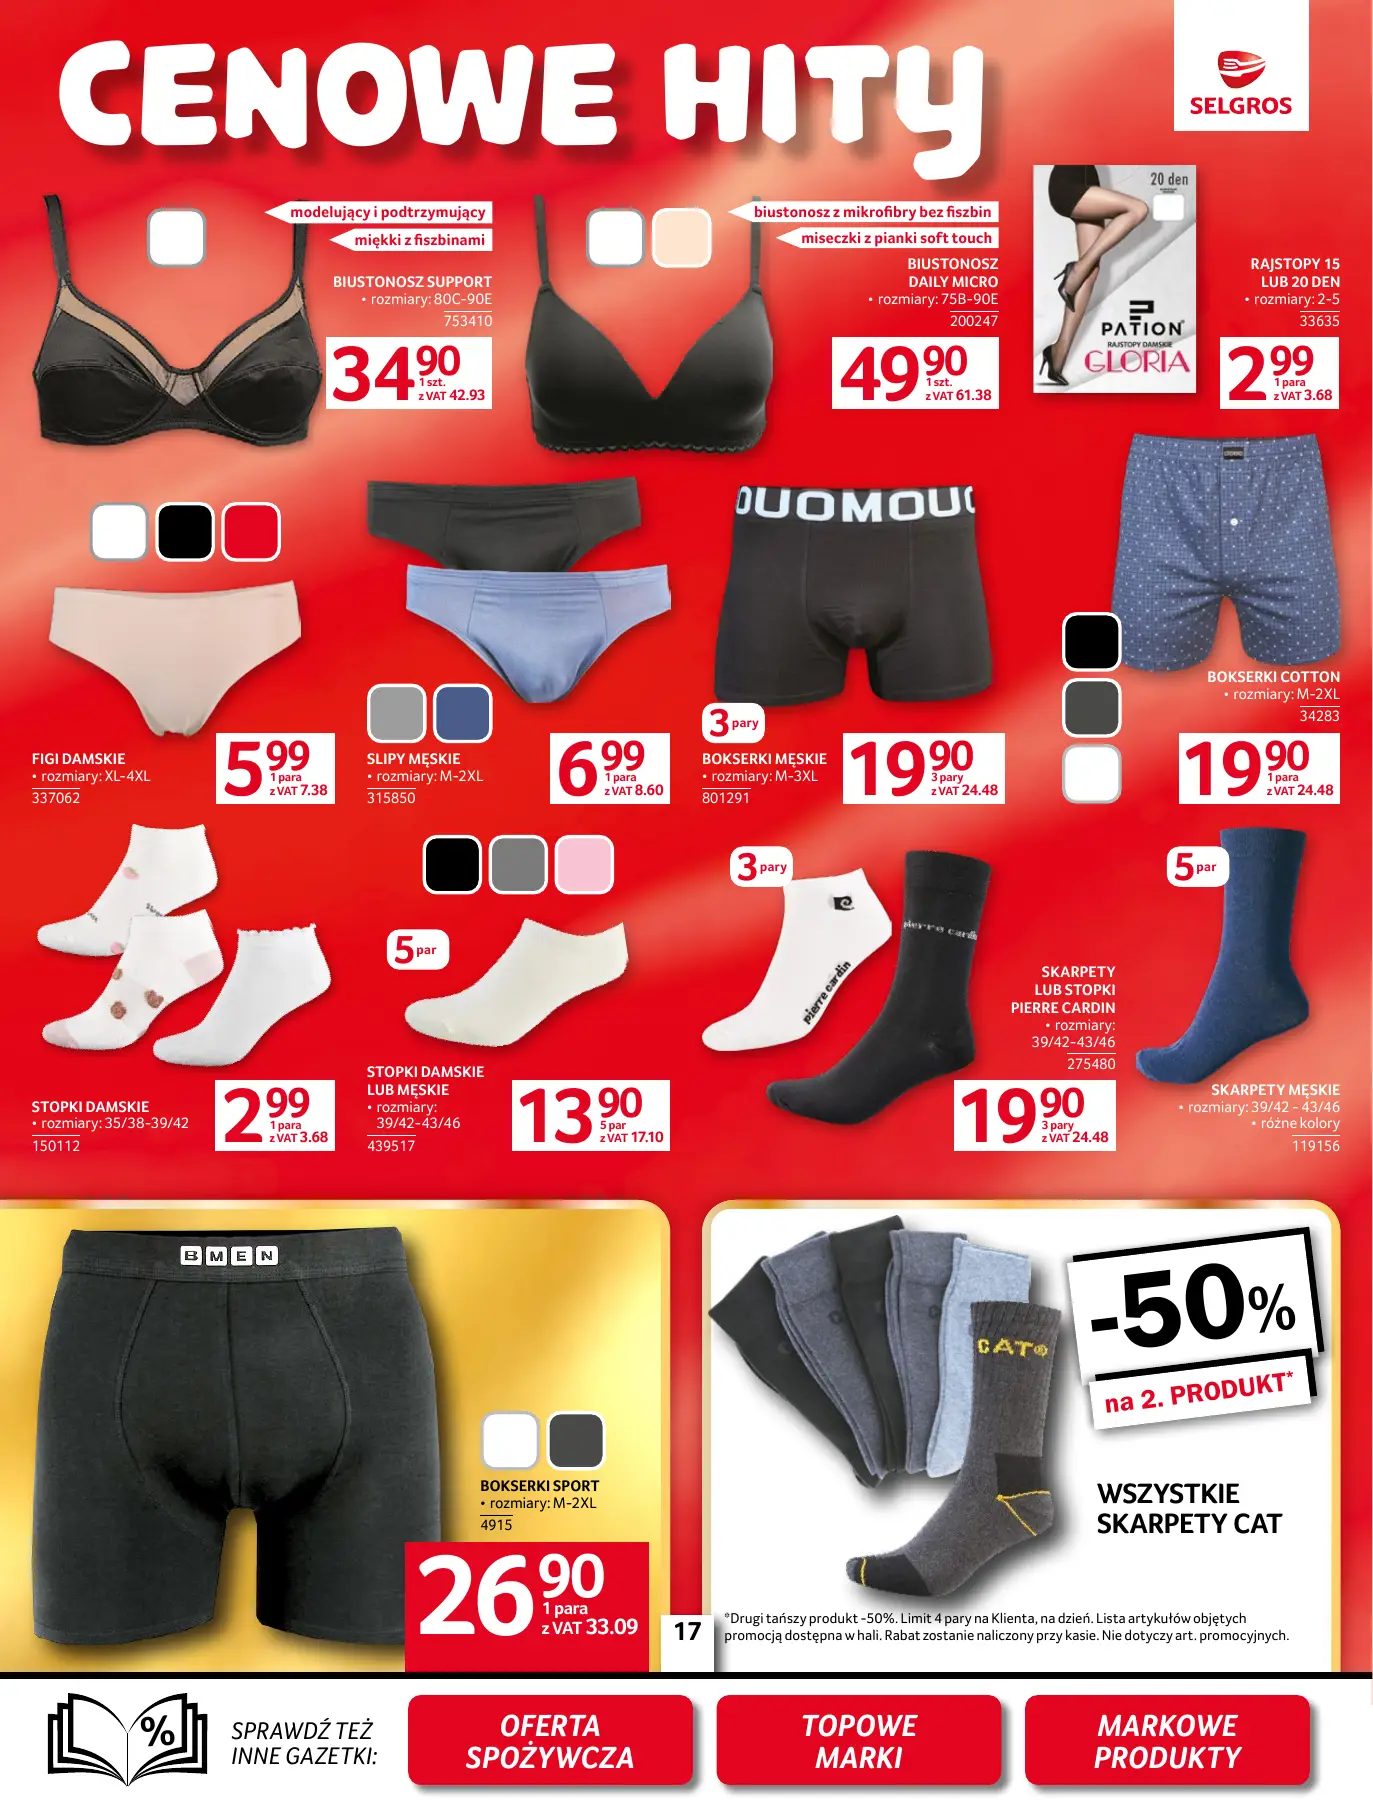 CENOWE HITY
SELGROS
modelujący i podtrzymujący
miękki z fiszbinami
BIUSTONOSZ SUPPORT
• rozmiary: 80C-90E
753410
34 90
1 szt.
z VAT 42.93
biustonosz z mikrofibry bez fiszbin
miseczki z pianki soft touch
BIUSTONOSZ
DAILY MICRO
• rozmiary: 75B-90E
200247
49 90
1 szt.
z VAT 61.38
20 den
PATION
RAJSTOPY DAMSKIE
GLORIA
RAJSTOPY 15
LUB 20 DEN
• rozmiary: 2-5
33635
2 99
1 para
z VAT 3.68
FIGI DAMSKIE
• rozmiary: XL-4XL
337062
5 99
1 para
z VAT 7.38
SLIPY MĘSKIE
• rozmiary: M-2XL
315850
6 99
1 para
z VAT 8.60
DUOMOUO
3 pary
BOKSERKI MĘSKIE
• rozmiary: M-3XL
801291
19 90
3 pary
z VAT 24.48
BOKSERKI COTTON
• rozmiary: M-2XL
34283
19 90
1 para
z VAT 24.48
STOPKI DAMSKIE
• rozmiary: 35/38-39/42
150112
2 99
1 para
z VAT 3.68
5 par
STOPKI DAMSKIE
LUB MĘSKIE
• rozmiary:
39/42-43/46
439517
13 90
5 par
z VAT 17.10
3 pary
pierre cardin
pierre cardin
SKARPETY
LUB STOPKI
PIERRE CARDIN
• rozmiary:
39/42-43/46
275480
19 90
3 pary
z VAT 24.48
5 par
SKARPETY MĘSKIE
• rozmiary: 39/42 - 43/46
• różne kolory
119156
BMEN
BOKSERKI SPORT
• rozmiary: M-2XL
4915
26 90
1 para
z VAT 33.09
CAT®
-50%
na 2. PRODUKT*
WSZYSTKIE
SKARPETY CAT
*Drugi tańszy produkt -50%. Limit 4 pary na Klienta, na dzień. Lista artykułów objętych
promocją dostępna w hali. Rabat zostanie naliczony przy kasie. Nie dotyczy art. promocyjnych.
17
%
SPRAWDŹ TEŻ
INNE GAZETKI:
OFERTA
SPOŻYWCZA
TOPOWE
MARKI
MARKOWE
PRODUKTY